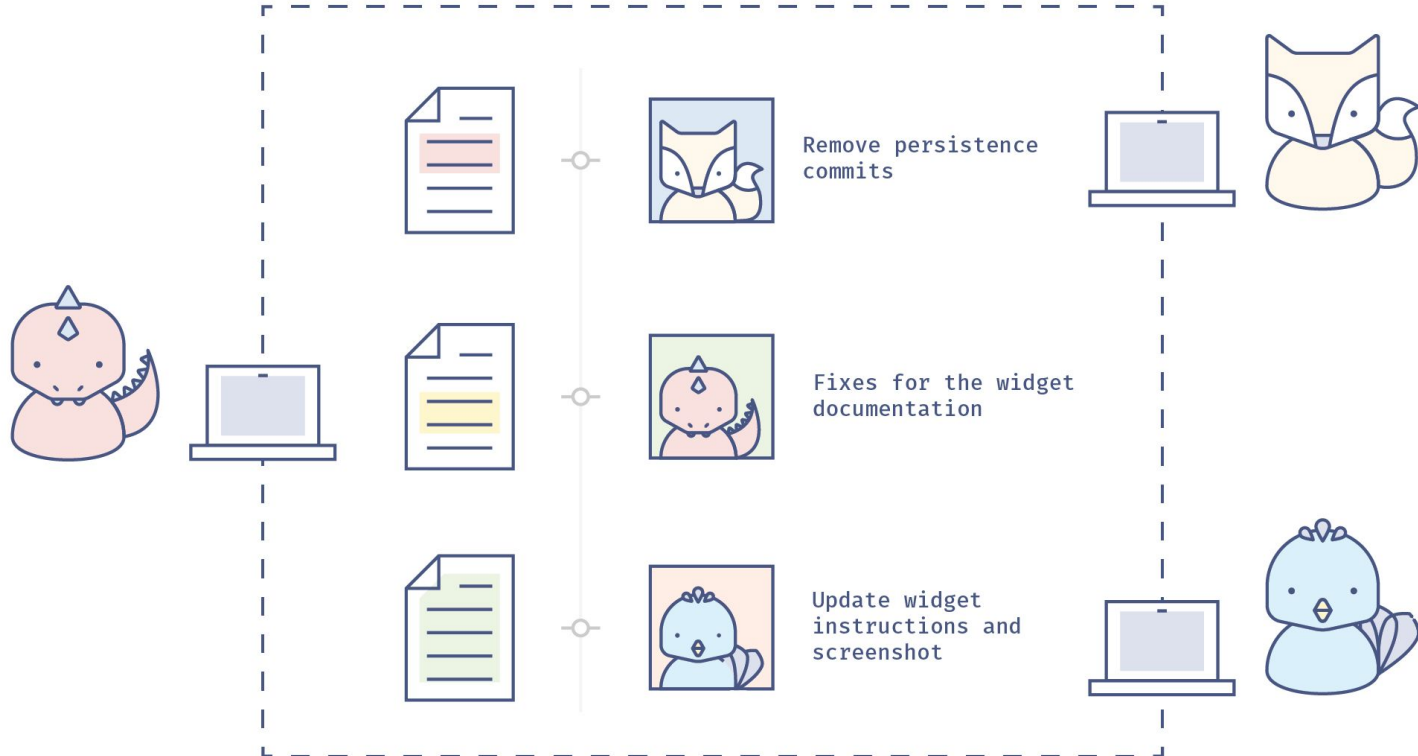 Remove persistence
commits
Fixes for the widget
documentation
Update widget
instructions and
screenshot